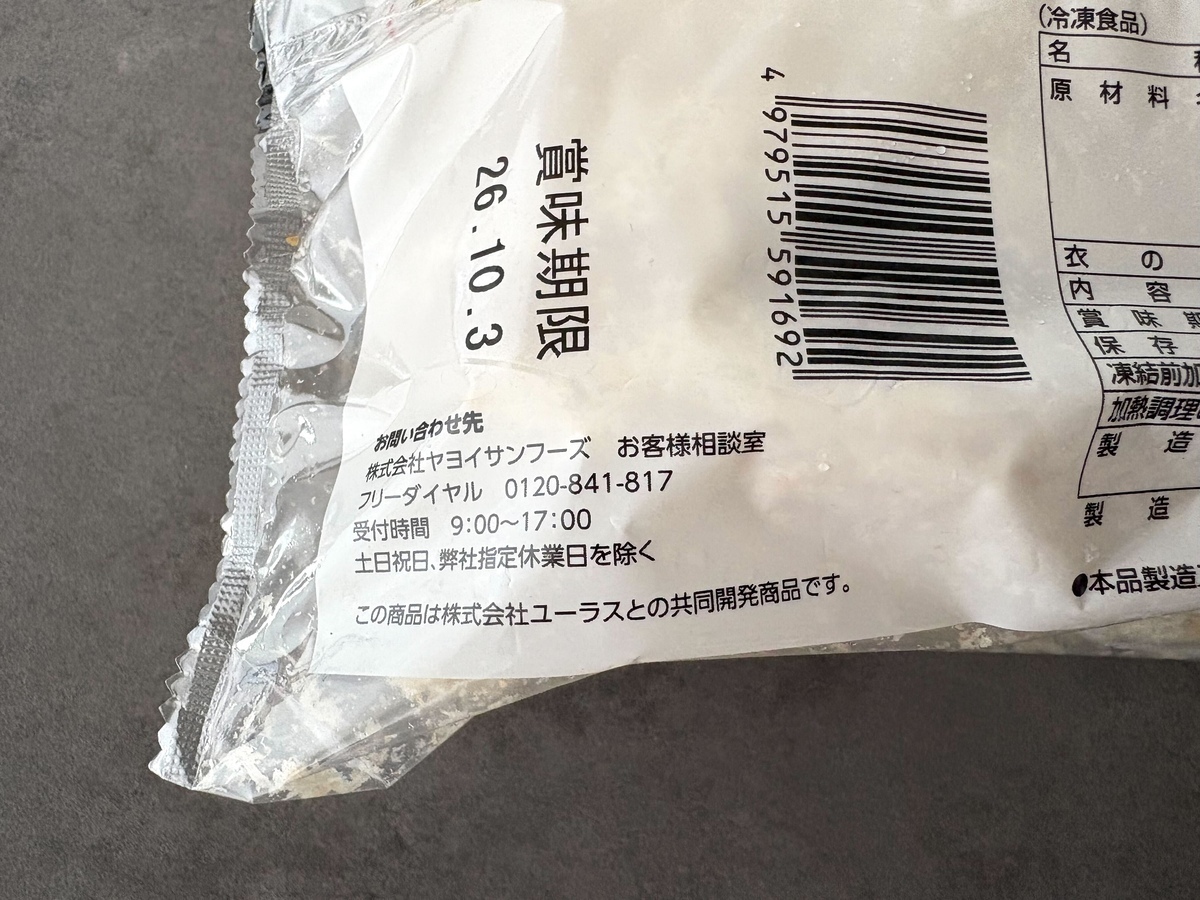 賞味期限
26.10.3
4 979515 591692
お問い合わせ先
株式会社ヤヨイサンフーズ お客様相談室
フリーダイヤル 0120-841-817
受付時間 9:00～17:00
土日祝日、弊社指定休業日を除く
この商品は株式会社ユーラスとの共同開発商品です。
(冷凍食品)
名
原材料
衣の
内容
賞味
保存
凍結前加
加熱調理
製造
製造
●本品製造